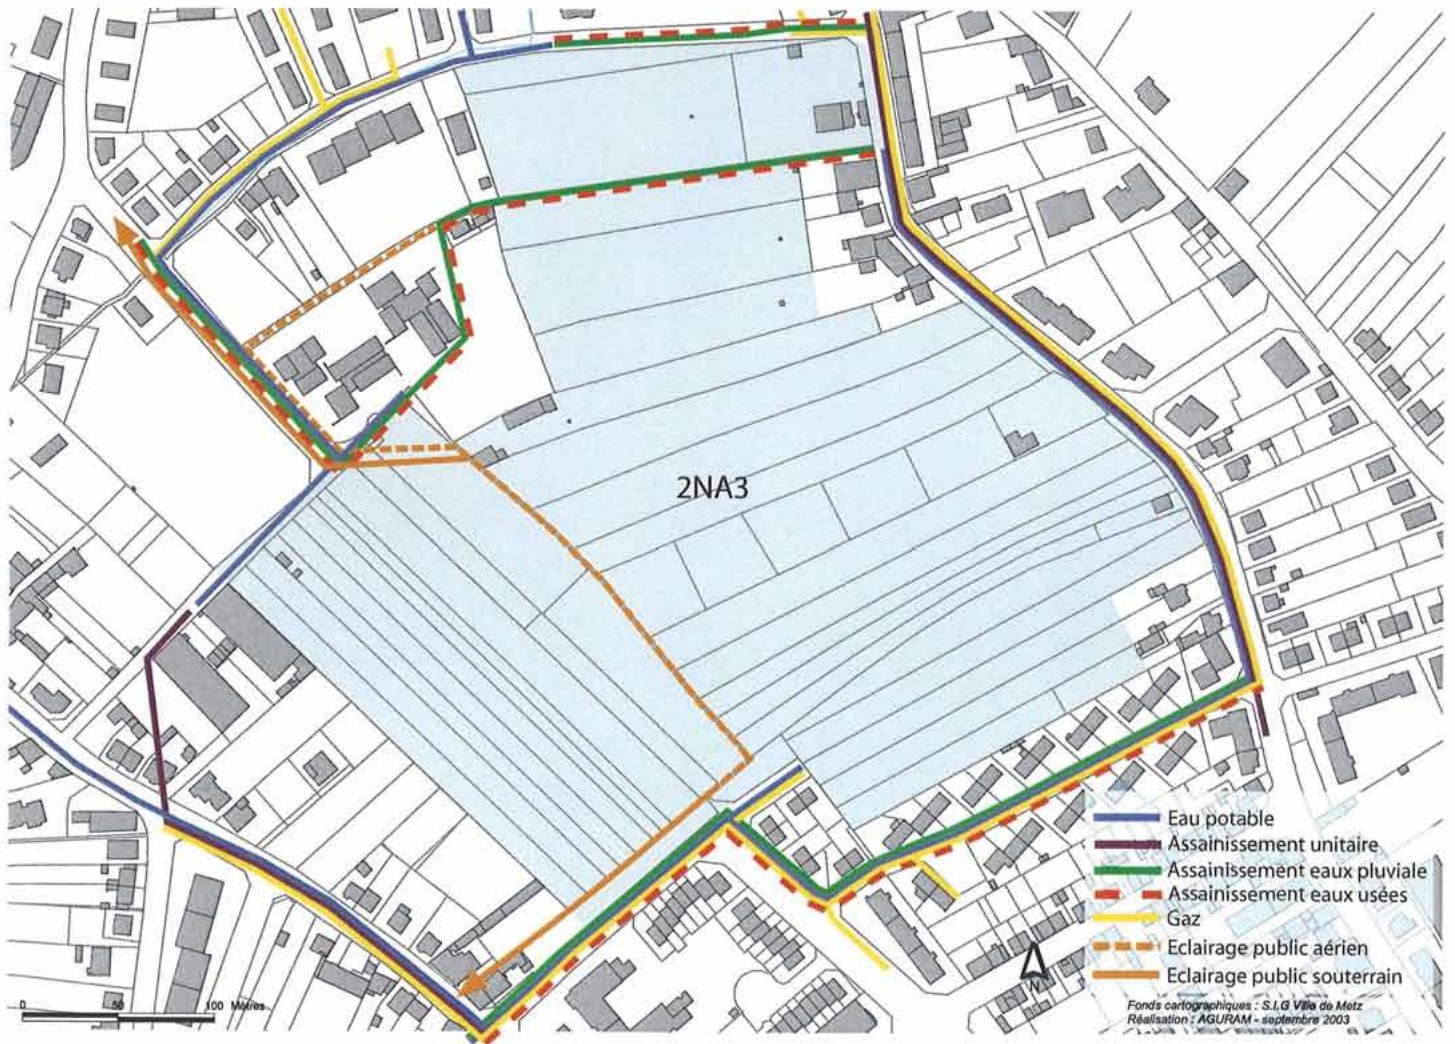 2NA3
Eau potable
Assainissement unitaire
Assainissement eaux pluviale
Assainissement eaux usées
Gaz
Eclairage public aérien
Eclairage public souterrain
N
0 50 100 Mètres
Fonds cartographiques : S.I.G Ville de Metz
Réalisation : AGURAM - septembre 2003